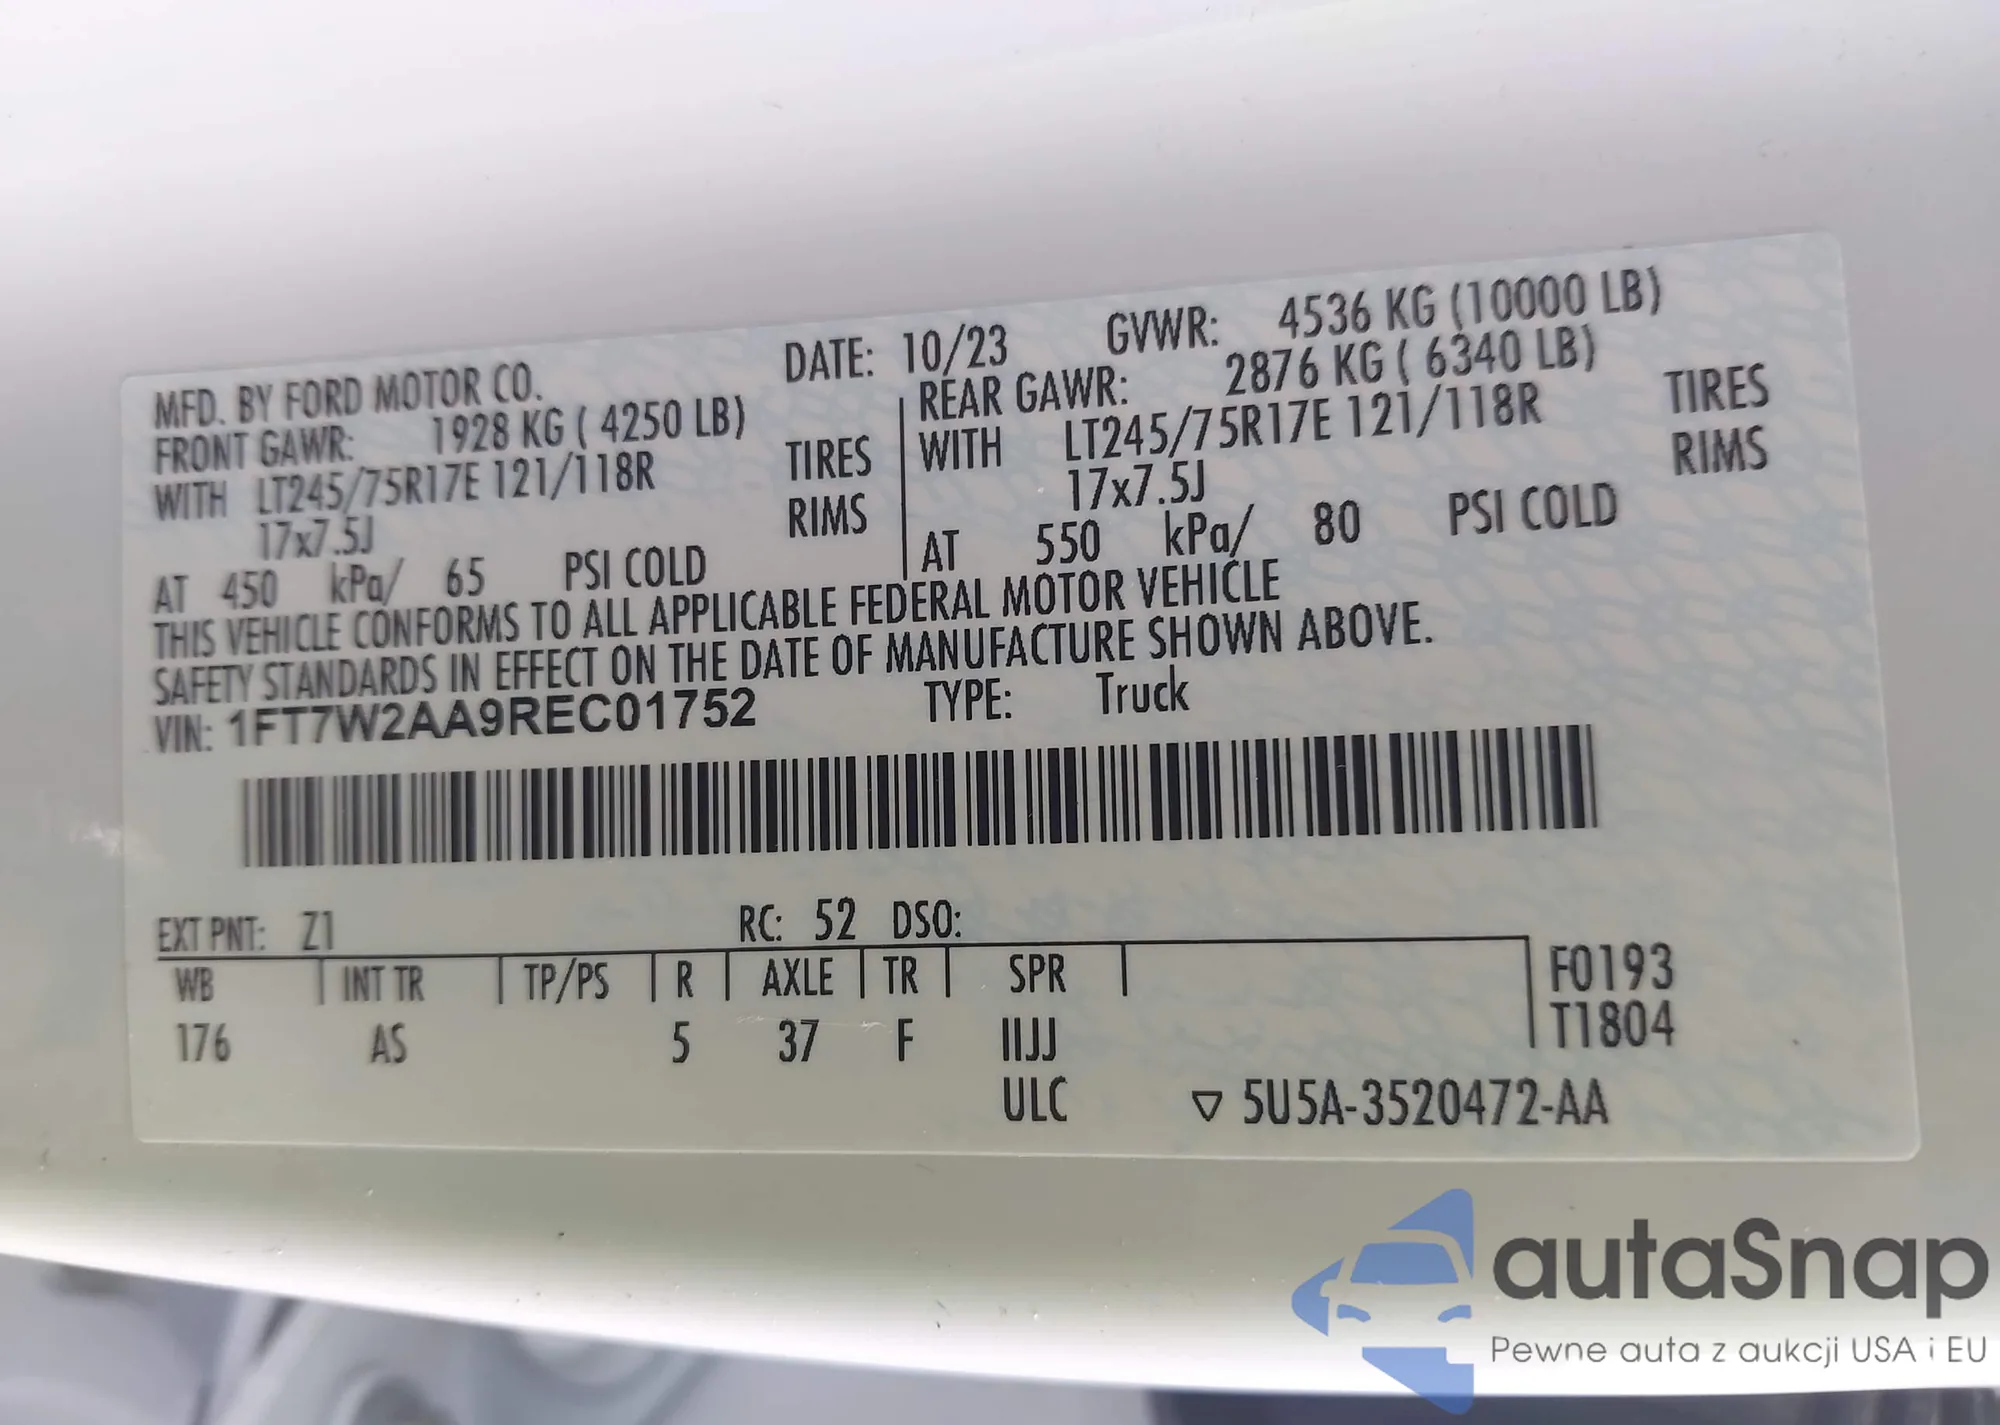 MFD. BY FORD MOTOR CO. DATE: 10/23 GVWR: 4536 KG (10000 LB)
FRONT GAWR: 1928 KG ( 4250 LB) REAR GAWR: 2876 KG ( 6340 LB)
WITH LT245/75R17E 121/118R TIRES WITH LT245/75R17E 121/118R TIRES
17x7.5J RIMS 17x7.5J RIMS
AT 450 kPa/ 65 PSI COLD AT 550 kPa/ 80 PSI COLD
THIS VEHICLE CONFORMS TO ALL APPLICABLE FEDERAL MOTOR VEHICLE
SAFETY STANDARDS IN EFFECT ON THE DATE OF MANUFACTURE SHOWN ABOVE.
VIN: 1FT7W2AA9REC01752 TYPE: Truck
EXT PNT: Z1 RC: 52 DSO:
WB INT TR TP/PS R AXLE TR SPR F0193
176 AS 5 37 F IIJJ T1804
ULC ▽ 5U5A-3520472-AA
autaSnap
Pewne auta z aukcji USA i EU